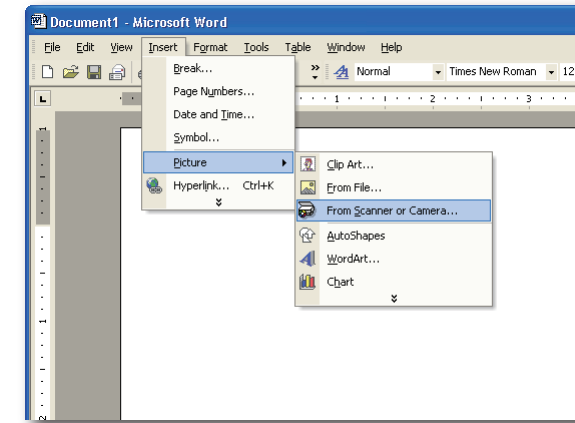 Document1 - Microsoft Word
File Edit View Insert Format Tools Table Window Help
Normal Times New Roman 12
L 1 2 3
Break...
Page Numbers...
Date and Time...
Symbol...
Picture
Hyperlink... Ctrl+K
Clip Art...
From File...
From Scanner or Camera...
AutoShapes
WordArt...
Chart
1
2